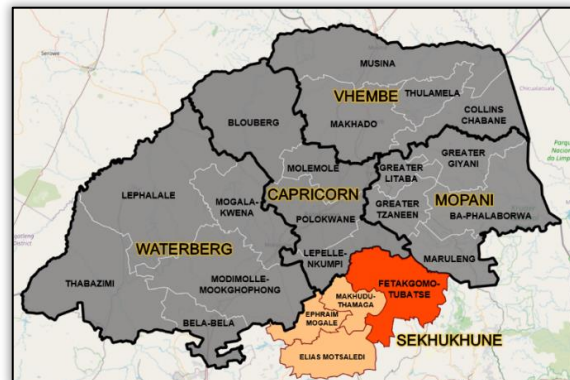 MUSINA
VHEMBE
THULAMELA
COLLINS
CHABANE
MAKHADO
BLOUBERG
MOLEMOLE
GREATER
GIYANI
GREATER
LITABA
CAPRICORN
MOPANI
GREATER
TZANEEN
BA-PHALABORWA
LEPHALALE
MOGALA-
KWENA
POLOKWANE
WATERBERG
LEPELLE-
NKUMPI
MARULENG
THABAZIMI
MODIMOLLE-
MOOKGHOPHONG
FETAKGOMO-
TUBATSE
MAKHUDU-
THAMAGA
BELA-BELA
EPHRAIM
MOGALE
SEKHUKHUNE
ELIAS MOTSALEDI